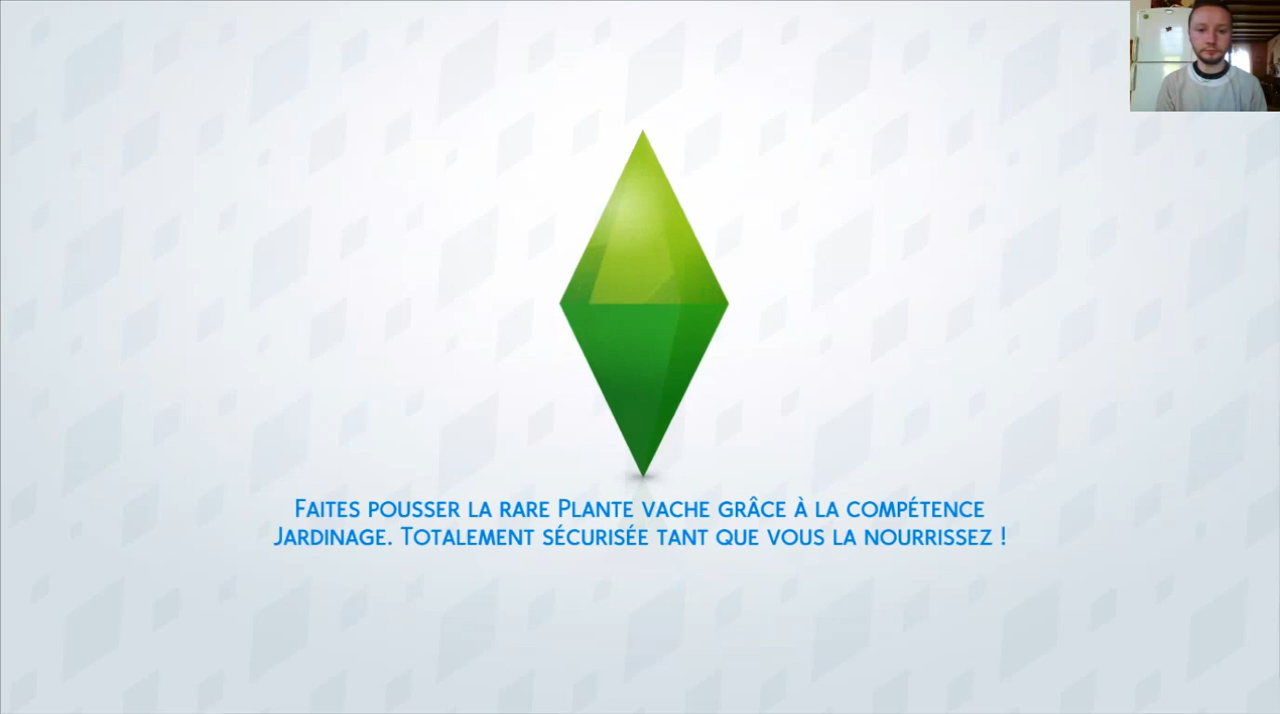 Faites pousser la rare Plante vache grâce à la compétence
Jardinage. Totalement sécurisée tant que vous la nourrissez !